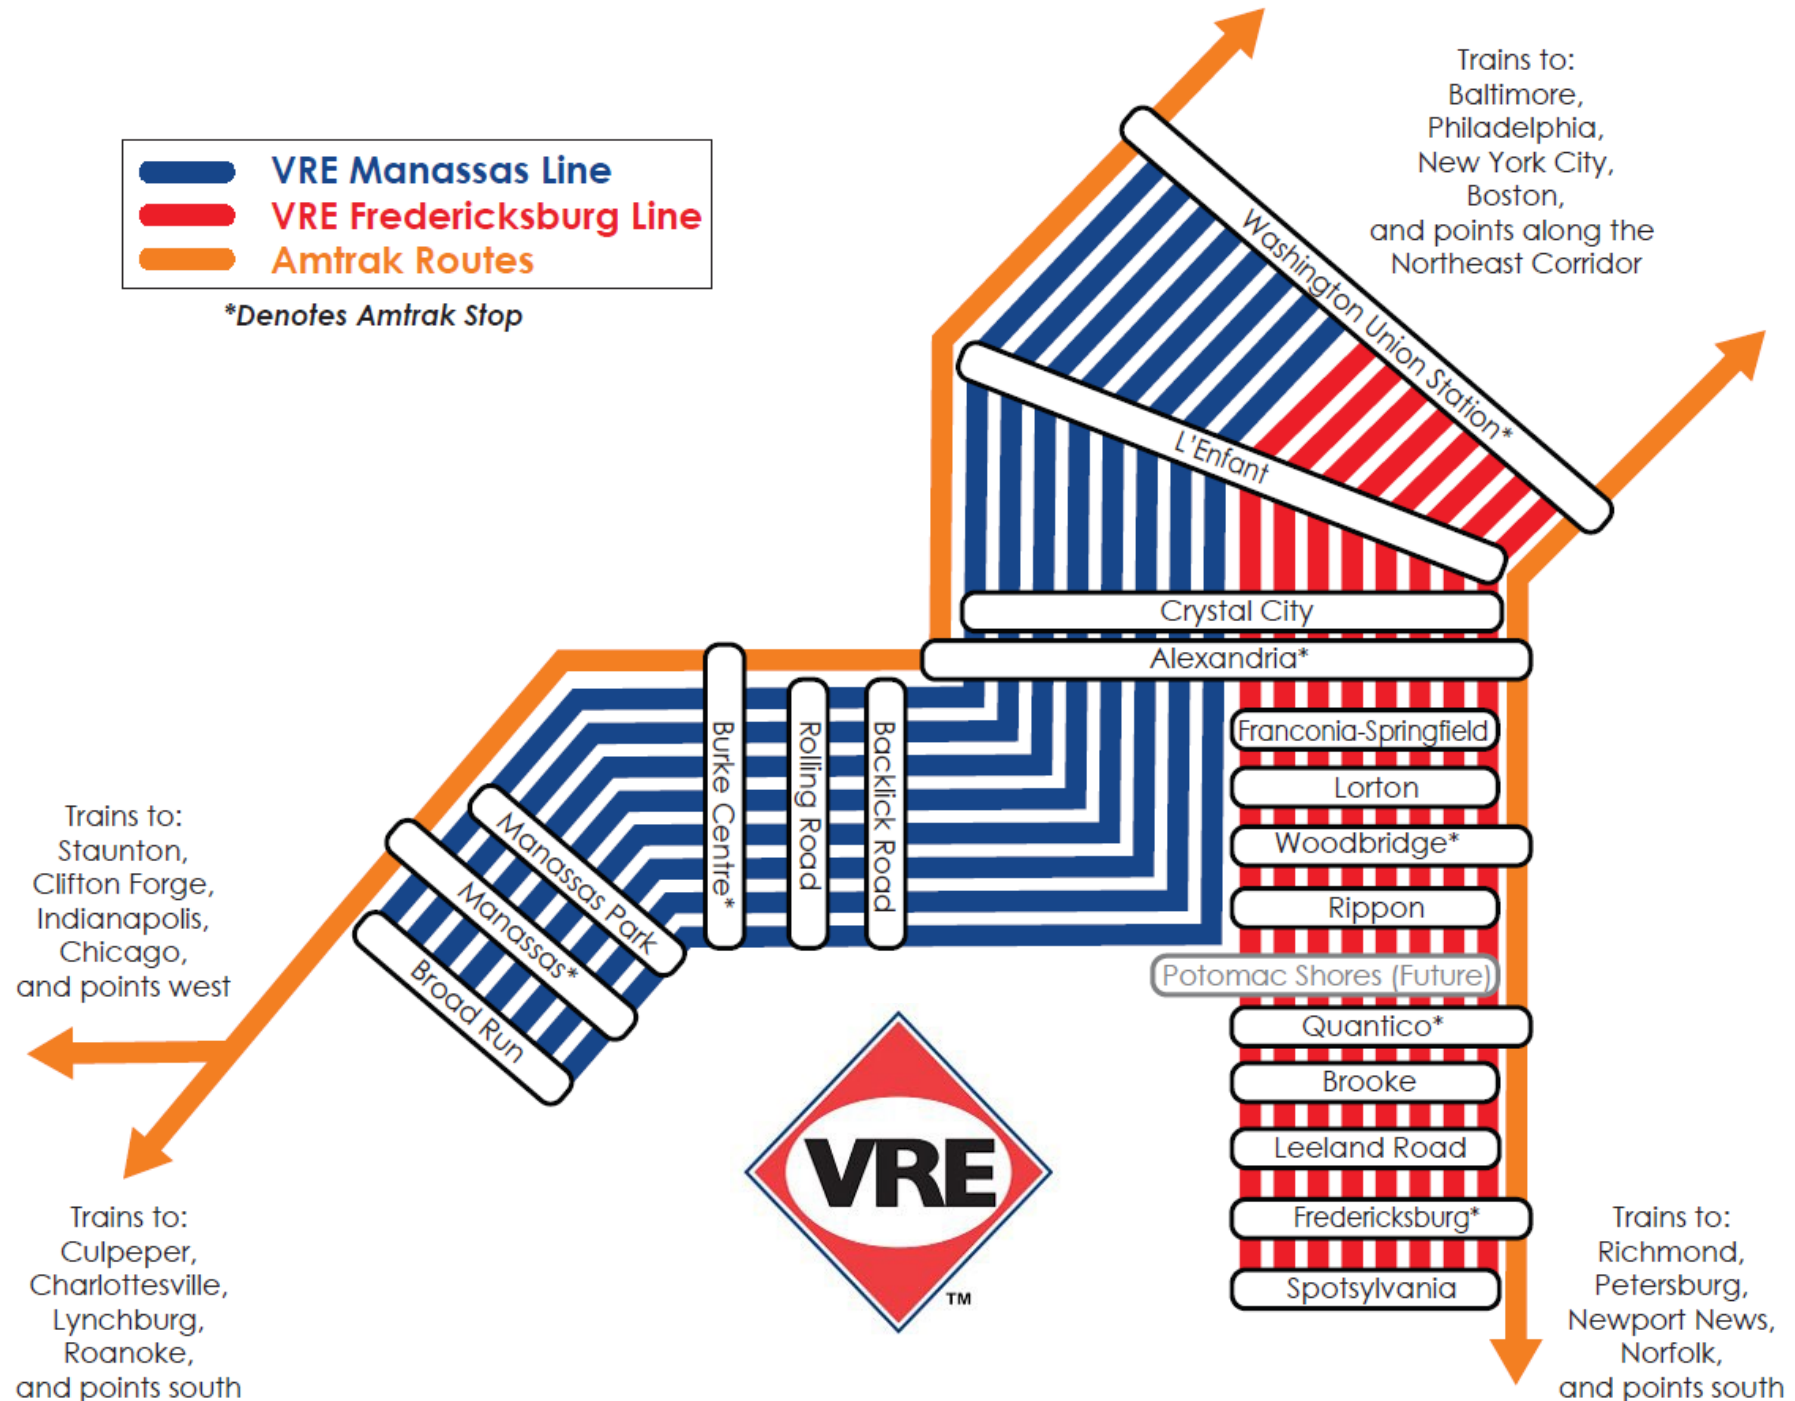 VRE Manassas Line
VRE Fredericksburg Line
Amtrak Routes
*Denotes Amtrak Stop
Trains to:
Baltimore,
Philadelphia,
New York City,
Boston,
and points along the
Northeast Corridor
Washington Union Station*
L'Enfant
Crystal City
Alexandria*
Franconia-Springfield
Lorton
Woodbridge*
Rippon
Potomac Shores (Future)
Quantico*
Brooke
Leeland Road
Fredericksburg*
Spotsylvania
Backlick Road
Rolling Road
Burke Centre*
Manassas Park
Manassas*
Broad Run
Trains to:
Staunton,
Clifton Forge,
Indianapolis,
Chicago,
and points west
Trains to:
Culpeper,
Charlottesville,
Lynchburg,
Roanoke,
and points south
VRE
TM
Trains to:
Richmond,
Petersburg,
Newport News,
Norfolk,
and points south